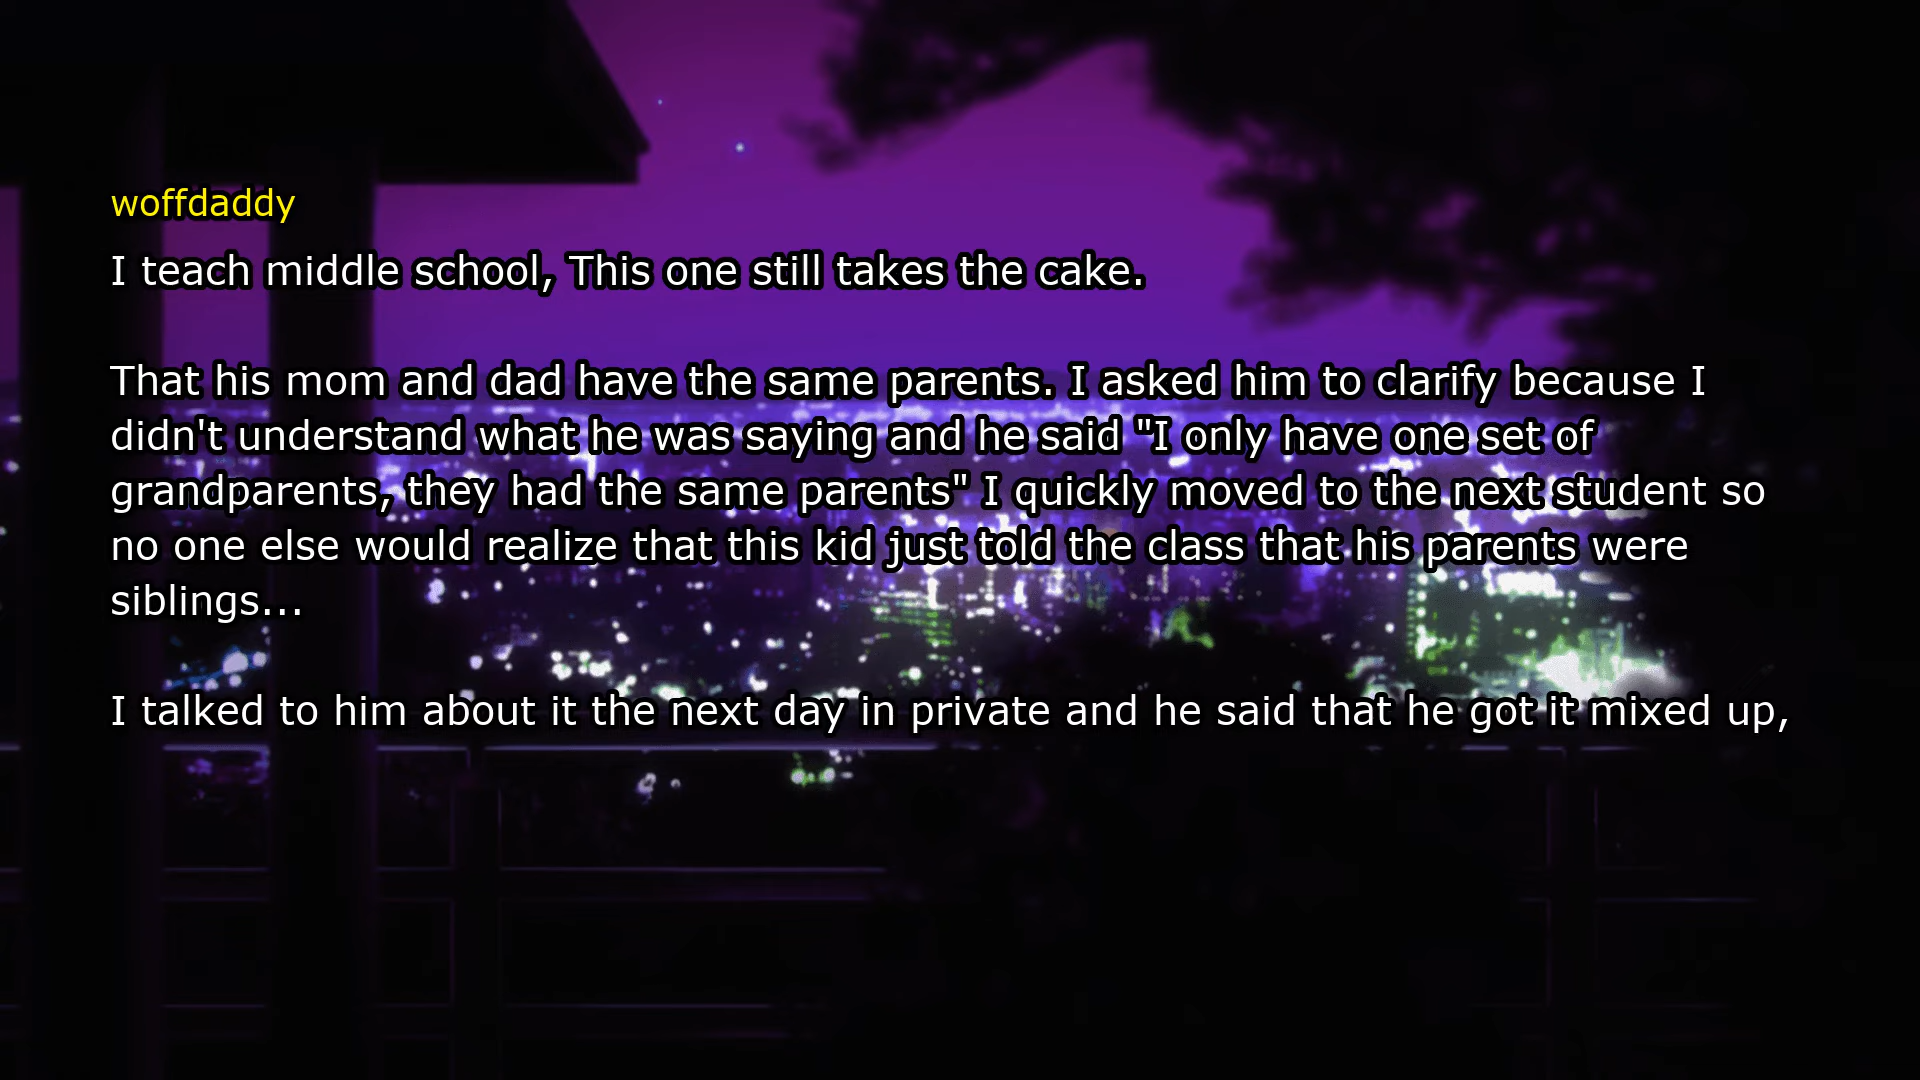 woffdaddy
I teach middle school, This one still takes the cake.
That his mom and dad have the same parents. I asked him to clarify because I
didn't understand what he was saying and he said "I only have one set of
grandparents, they had the same parents" I quickly moved to the next student so
no one else would realize that this kid just told the class that his parents were
siblings...
I talked to him about it the next day in private and he said that he got it mixed up,